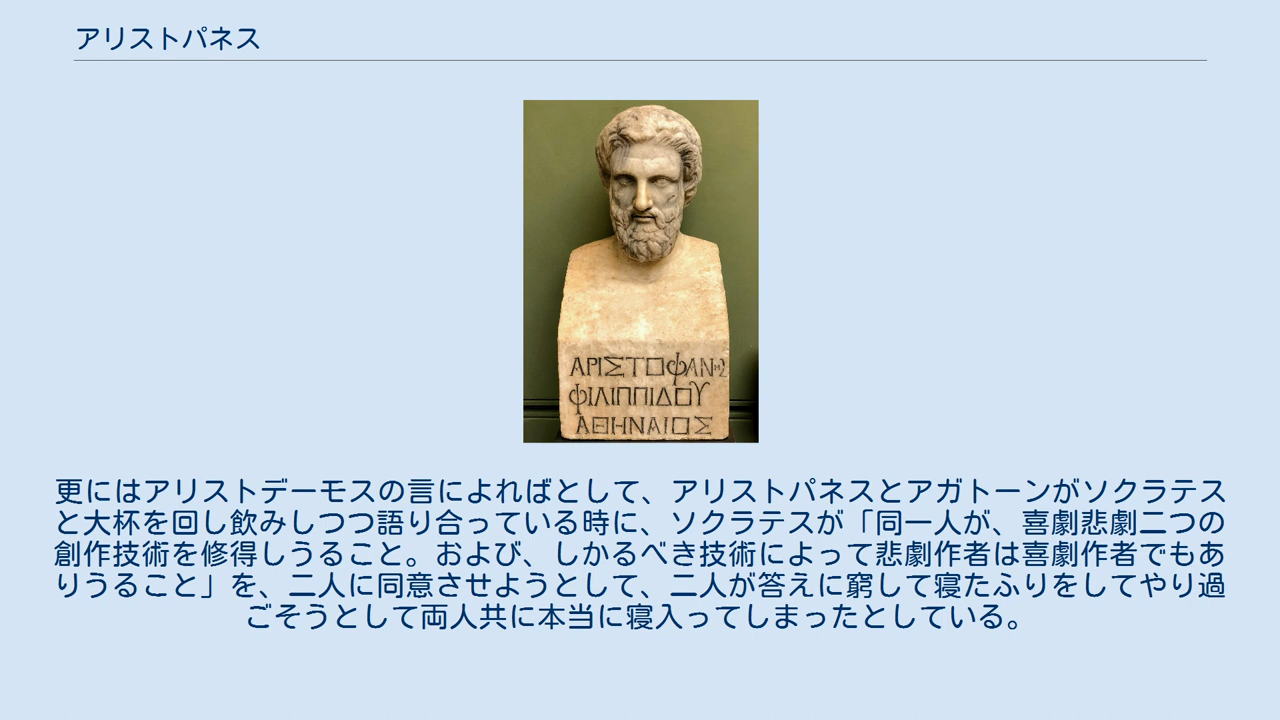 アリストパネス
ΑΡΙΣΤΟΦΑΝΗΣ
ΦΙΛΙΠΠΙΔΟΥ
ΑΘΗΝΑΙΟΣ
更にはアリストデーモスの言によればとして、アリストパネスとアガトーンがソクラテス
と大杯を回し飲みしつつ語り合っている時に、ソクラテスが「同一人が、喜劇悲劇二つの
創作技術を修得しうること。および、しかるべき技術によって悲劇作者は喜劇作者でもあ
りうること」を、二人に同意させようとして、二人が答えに窮して寝たふりをしてやり過
ごそうとして両人共に本当に寝入ってしまったとしている。